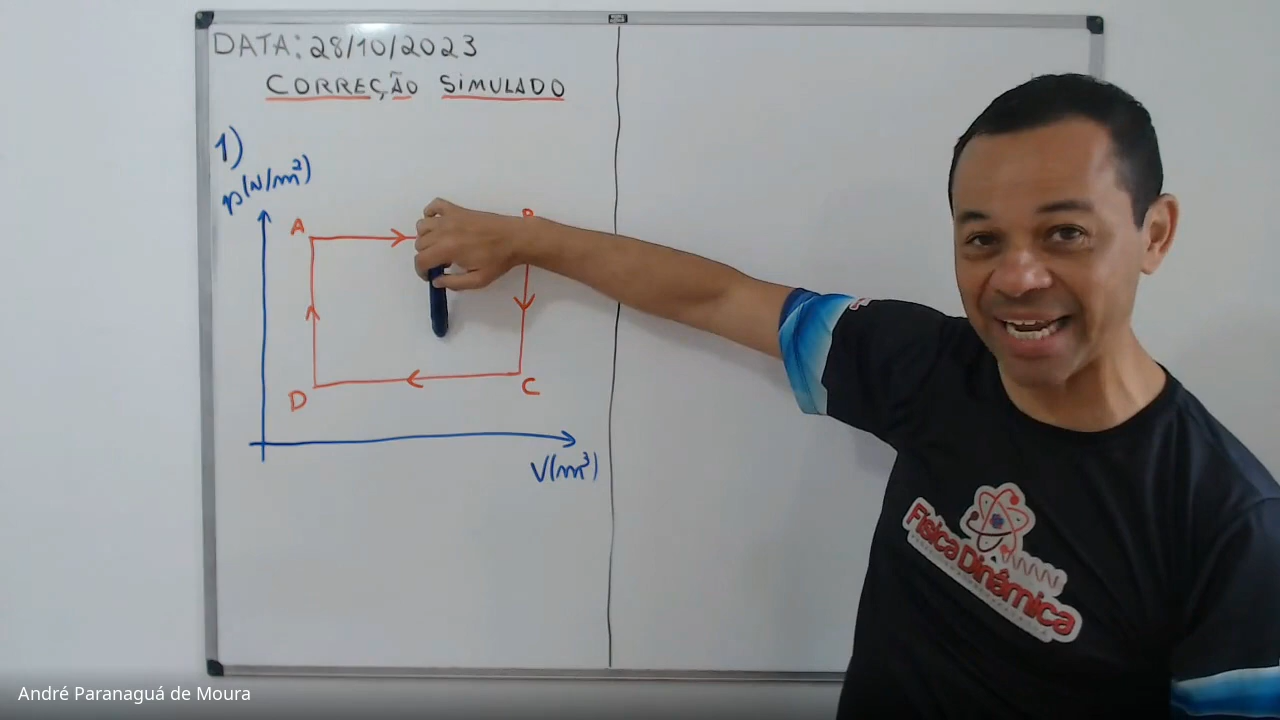 DATA: 28/10/2023
CORREÇÃO SIMULADO
1)
p(N/m²)
A
D
C
V(m³)
Física Dinâmica
André Paranaguá de Moura